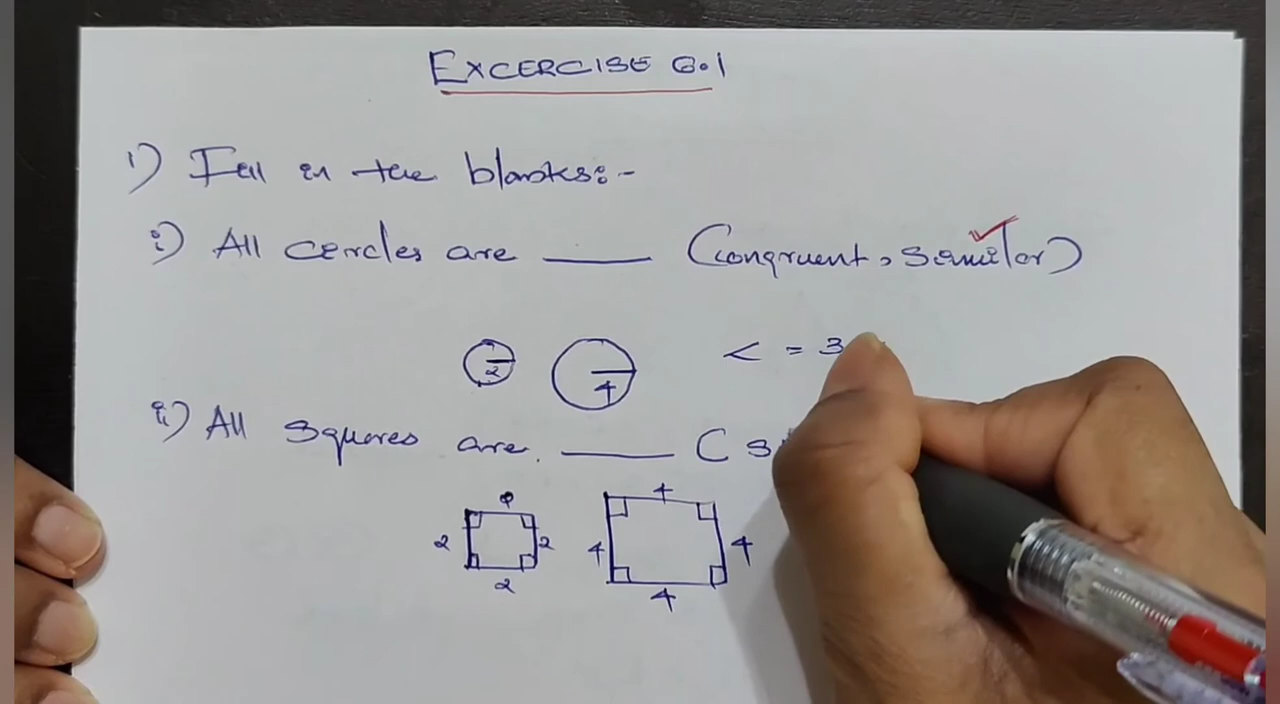 EXCERCISE 6.1
1) Fill in the blanks:-
i) All circles are ____ (congruent, similar)
2 4 < = 3
ii) All squares are. ____ ( s
2 4
2 2 4 4
2 4